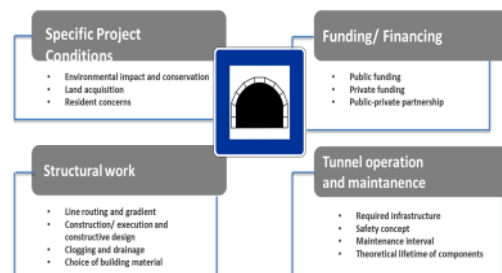 Specific Project
Conditions
• Environmental impact and conservation
• Land acquisition
• Resident concerns
Funding/ Financing
• Public funding
• Private funding
• Public-private partnership
Structural work
• Line routing and gradient
• Construction/ execution and
constructive design
• Clogging and drainage
• Choice of building material
Tunnel operation
and maintanence
• Required infrastructure
• Safety concept
• Maintenance interval
• Theoretical lifetime of components